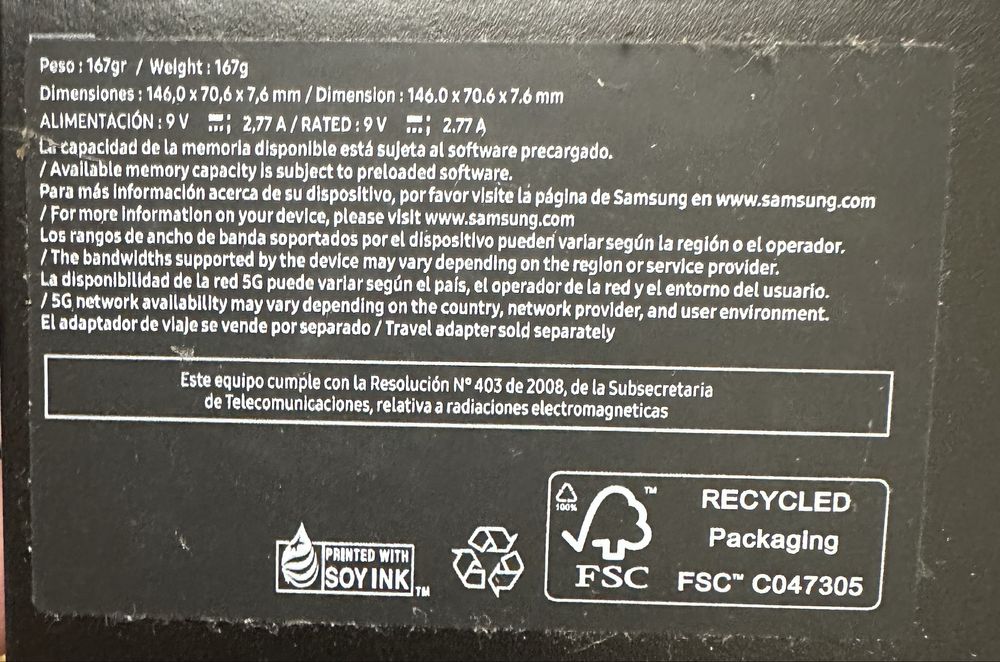 Peso : 167gr / Weight : 167g
Dimensiones : 146,0 x 70,6 x 7,6 mm / Dimension : 146.0 x 70.6 x 7.6 mm
ALIMENTACIÓN : 9 V ; 2,77 A / RATED : 9 V ; 2.77 A
La capacidad de la memoria disponible está sujeta al software precargado.
/ Available memory capacity is subject to preloaded software.
Para más información acerca de su dispositivo, por favor visite la página de Samsung en www.samsung.com
/ For more information on your device, please visit www.samsung.com
Los rangos de ancho de banda soportados por el dispositivo pueden variar según la región o el operador.
/ The bandwidths supported by the device may vary depending on the region or service provider.
La disponibilidad de la red 5G puede variar según el país, el operador de la red y el entorno del usuario.
/ 5G network availability may vary depending on the country, network provider, and user environment.
El adaptador de viaje se vende por separado / Travel adapter sold separately
Este equipo cumple con la Resolución N° 403 de 2008, de la Subsecretaria
de Telecomunicaciones, relativa a radiaciones electromagneticas
PRINTED WITH
SOY INK™
100%
™
FSC
RECYCLED
Packaging
FSC™ C047305